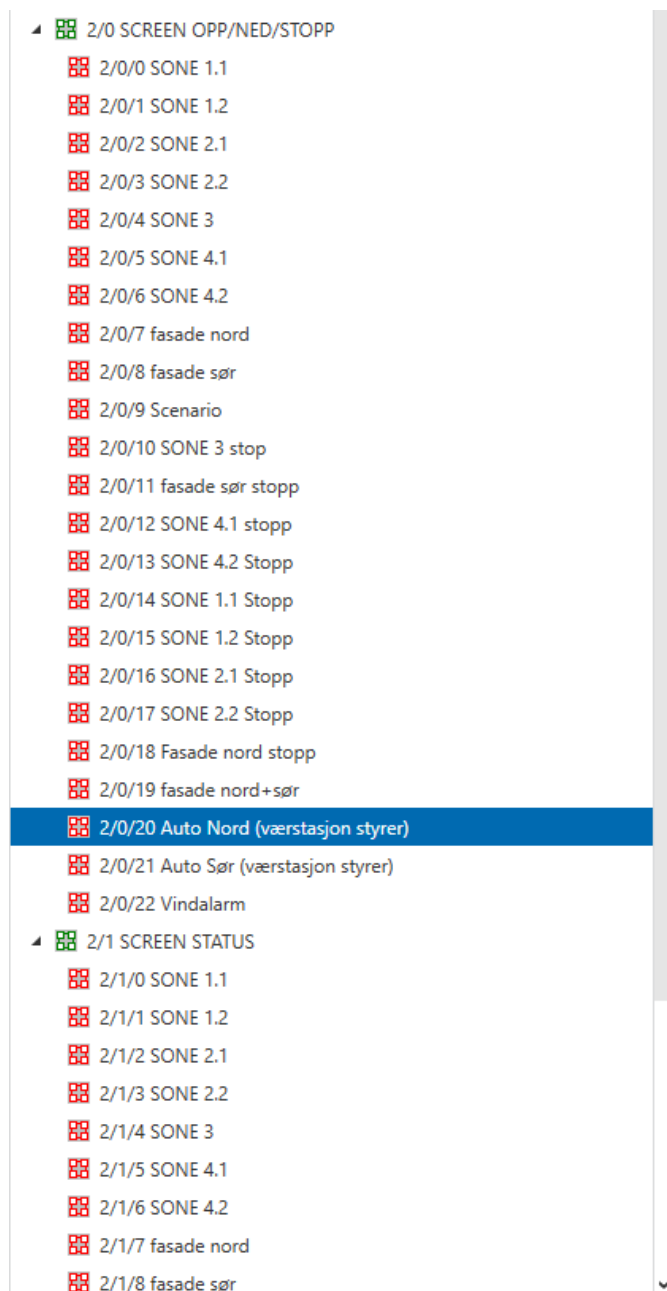 2/0 SCREEN OPP/NED/STOPP
2/0/0 SONE 1.1
2/0/1 SONE 1.2
2/0/2 SONE 2.1
2/0/3 SONE 2.2
2/0/4 SONE 3
2/0/5 SONE 4.1
2/0/6 SONE 4.2
2/0/7 fasade nord
2/0/8 fasade sør
2/0/9 Scenario
2/0/10 SONE 3 stop
2/0/11 fasade sør stopp
2/0/12 SONE 4.1 stopp
2/0/13 SONE 4.2 Stopp
2/0/14 SONE 1.1 Stopp
2/0/15 SONE 1.2 Stopp
2/0/16 SONE 2.1 Stopp
2/0/17 SONE 2.2 Stopp
2/0/18 Fasade nord stopp
2/0/19 fasade nord+sør
2/0/20 Auto Nord (værstasjon styrer)
2/0/21 Auto Sør (værstasjon styrer)
2/0/22 Vindalarm
2/1 SCREEN STATUS
2/1/0 SONE 1.1
2/1/1 SONE 1.2
2/1/2 SONE 2.1
2/1/3 SONE 2.2
2/1/4 SONE 3
2/1/5 SONE 4.1
2/1/6 SONE 4.2
2/1/7 fasade nord
2/1/8 fasade sør